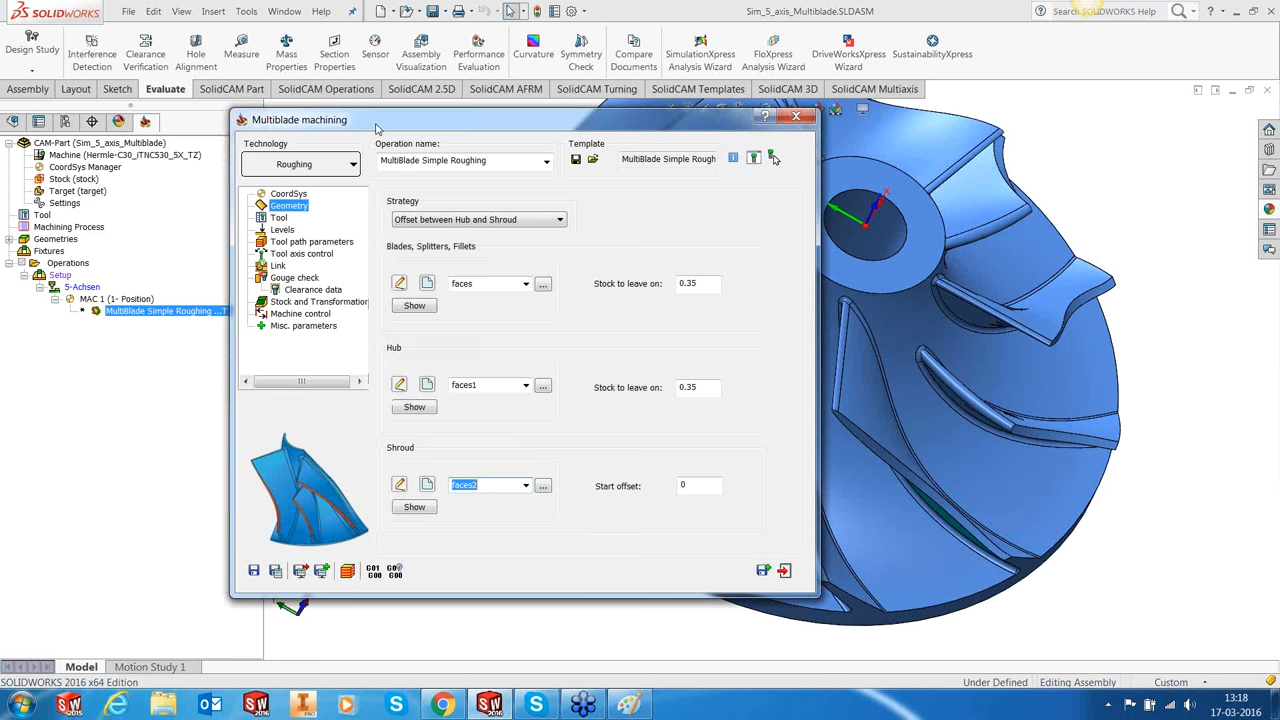 SOLIDWORKS File Edit View Insert Tools Window Help Sim_5_axis_Multiblade.SLDASM Search SOLIDWORKS Help
Design Study
Interference Detection
Clearance Verification
Hole Alignment
Measure
Mass Properties
Section Properties
Sensor
Assembly Visualization
Performance Evaluation
Curvature
Symmetry Check
Compare Documents
SimulationXpress Analysis Wizard
FloXpress Analysis Wizard
DriveWorksXpress Wizard
SustainabilityXpress
Assembly Layout Sketch Evaluate SolidCAM Part SolidCAM Operations SolidCAM 2.5D SolidCAM AFRM SolidCAM Turning SolidCAM Templates SolidCAM 3D SolidCAM Multiaxis
CAM-Part (Sim_5_axis_Multiblade)
Machine (Hermle-C30_iTNC530_5X_TZ)
CoordSys Manager
Stock (stock)
Target (target)
Settings
Tool
Machining Process
Geometries
Fixtures
Operations
Setup
5-Achsen
MAC 1 (1- Position)
* MultiBlade Simple Roughing ...T
Multiblade machining
Technology
Roughing
Operation name:
MultiBlade Simple Roughing
Template
MultiBlade Simple Rough
CoordSys
Geometry
Tool
Levels
Tool path parameters
Tool axis control
Link
Gouge check
Clearance data
Stock and Transformation
Machine control
Misc. parameters
Strategy
Offset between Hub and Shroud
Blades, Splitters, Fillets
faces ... Stock to leave on: 0.35
Show
Hub
faces1 ... Stock to leave on: 0.35
Show
Shroud
faces2 ... Start offset: 0
Show
G01 G00
G0? G00
X
Model Motion Study 1
SOLIDWORKS 2016 x64 Edition Under Defined Editing Assembly Custom
13:18
17-03-2016